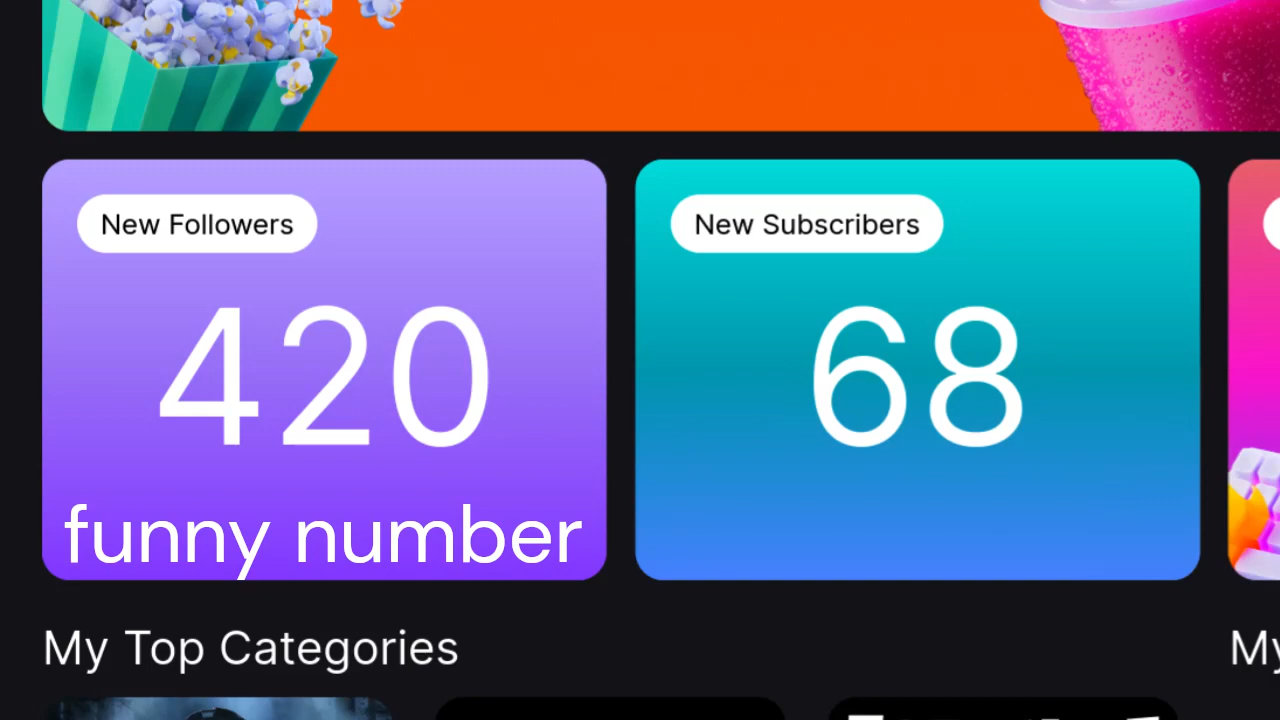 New Followers
420
funny number
New Subscribers
68
My Top Categories
My